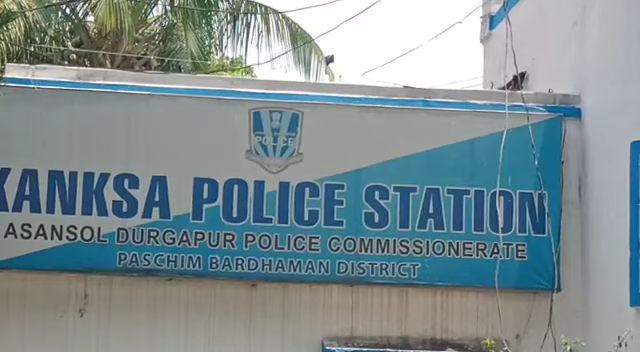 POLICE
KANKSA POLICE STATION
ASANSOL DURGAPUR POLICE COMMISSIONERATE
PASCHIM BARDHAMAN DISTRICT